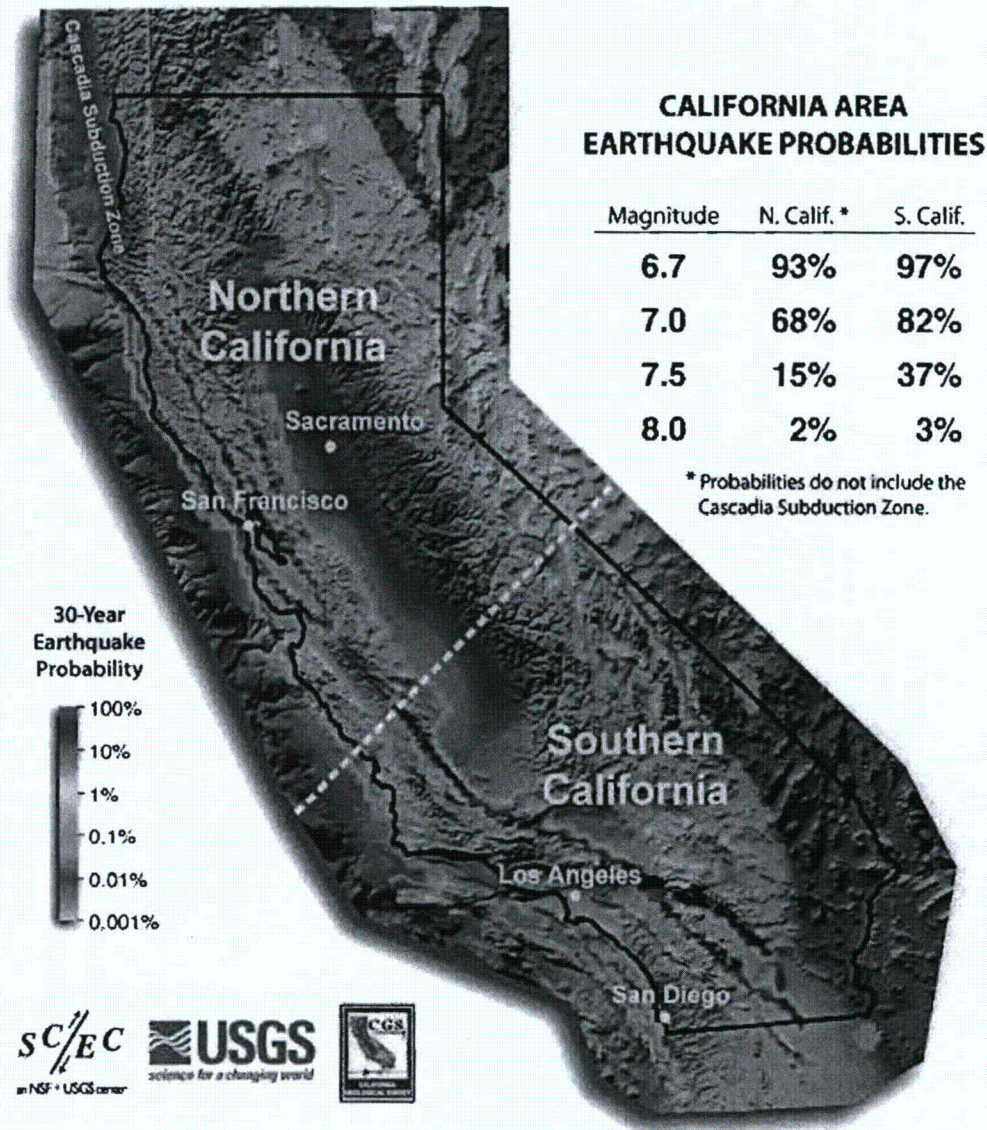 Cascadia Subduction Zone
CALIFORNIA AREA
EARTHQUAKE PROBABILITIES
Magnitude N. Calif. * S. Calif.
6.7 93% 97%
7.0 68% 82%
7.5 15% 37%
8.0 2% 3%
* Probabilities do not include the
Cascadia Subduction Zone.
Northern
California
Sacramento
San Francisco
30-Year
Earthquake
Probability
100%
10%
1%
0.1%
0.01%
0.001%
Southern
California
Los Angeles
San Diego
SC/EC
an NSF + USGS center
USGS
science for a changing world
CGS
CALIFORNIA
GEOLOGICAL SURVEY